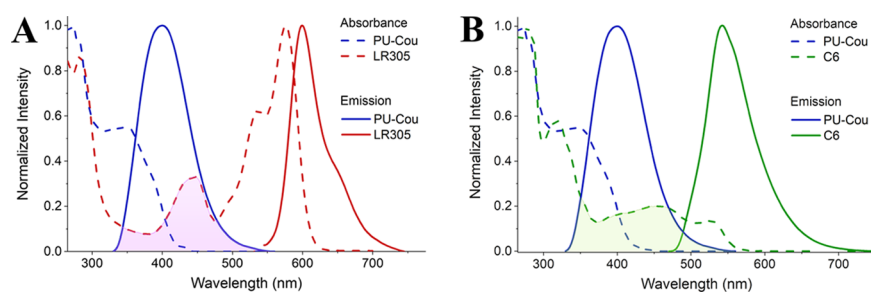 A
Absorbance
PU-Cou
LR305
Emission
PU-Cou
LR305
Normalized Intensity
1.0
0.8
0.6
0.4
0.2
0.0
300 400 500 600 700
Wavelength (nm)
B
Absorbance
PU-Cou
C6
Emission
PU-Cou
C6
Normalized Intensity
1.0
0.8
0.6
0.4
0.2
0.0
300 400 500 600 700
Wavelength (nm)